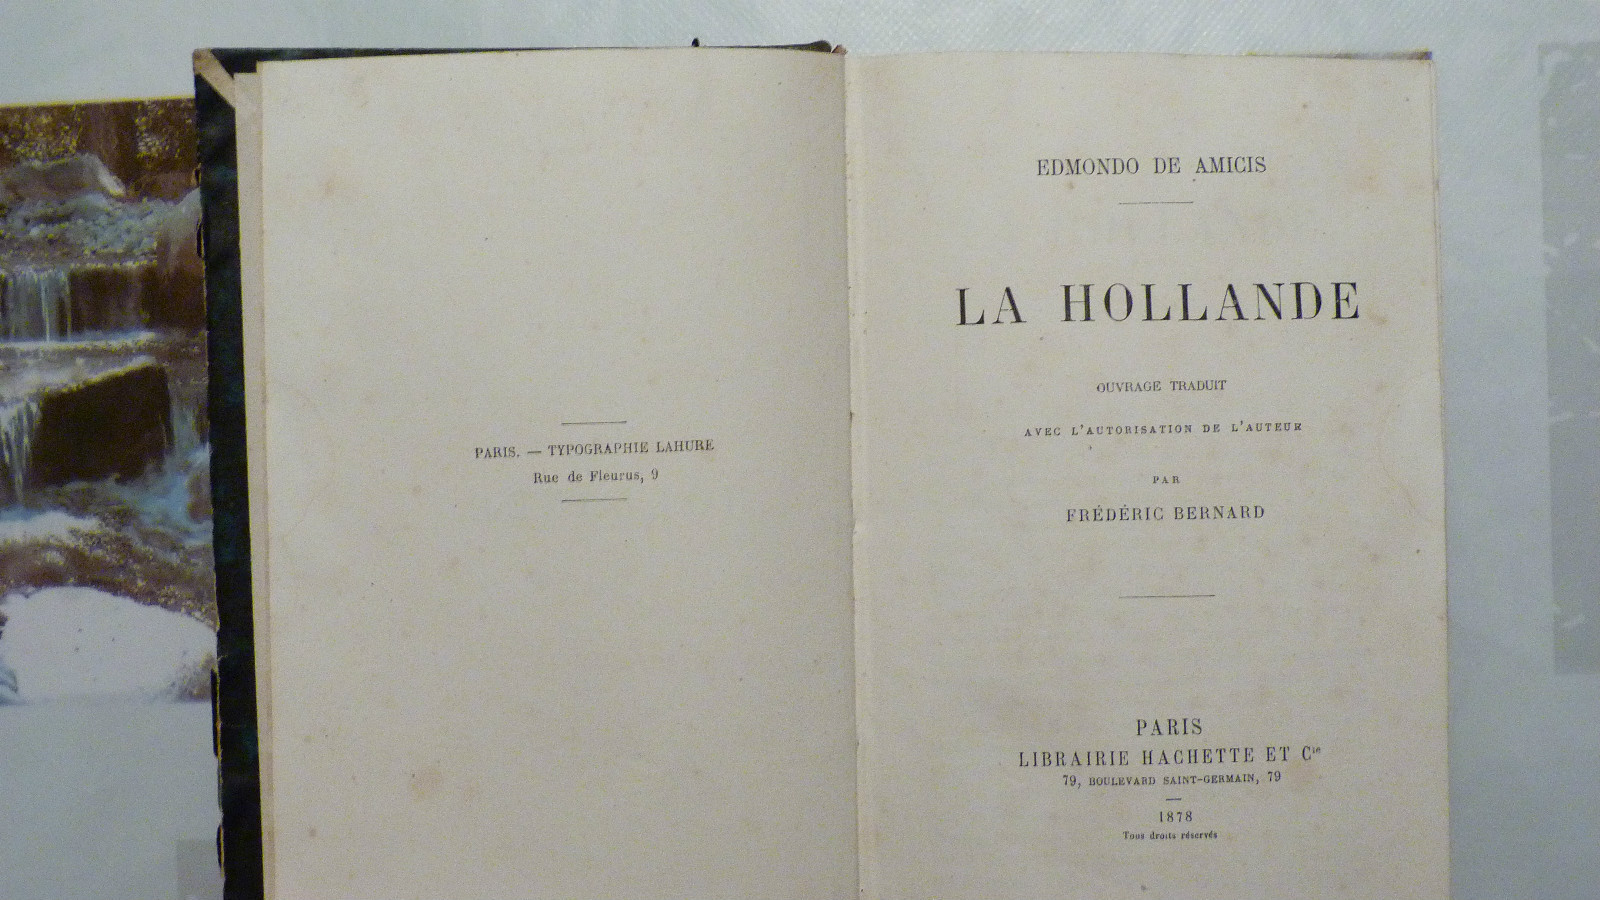 PARIS. — TYPOGRAPHIE LAHURE
Rue de Fleurus, 9
EDMONDO DE AMICIS
LA HOLLANDE
OUVRAGE TRADUIT
AVEC L'AUTORISATION DE L'AUTEUR
PAR
FRÉDÉRIC BERNARD
PARIS
LIBRAIRIE HACHETTE ET Cie
79, BOULEVARD SAINT-GERMAIN, 79
1878
Tous droits réservés